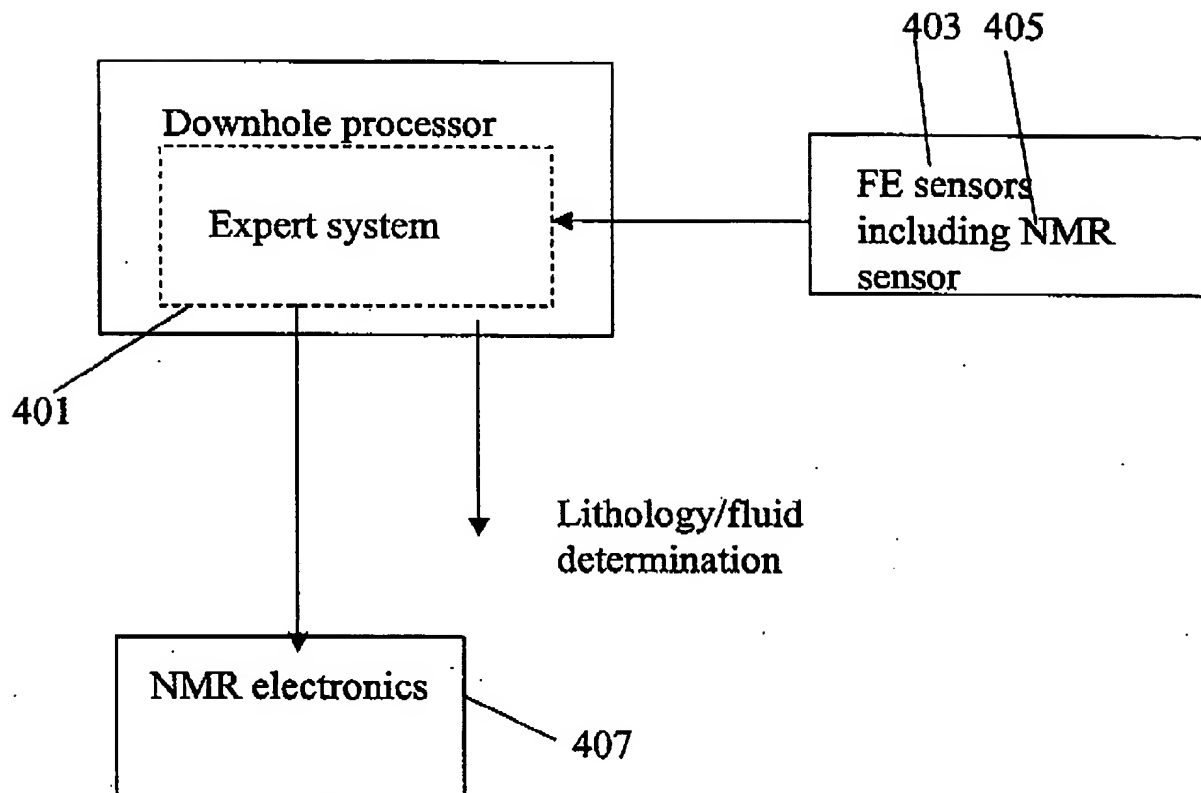 403 405
Downhole processor
Expert system
FE sensors
including NMR
sensor
401
Lithology/fluid
determination
NMR electronics
407